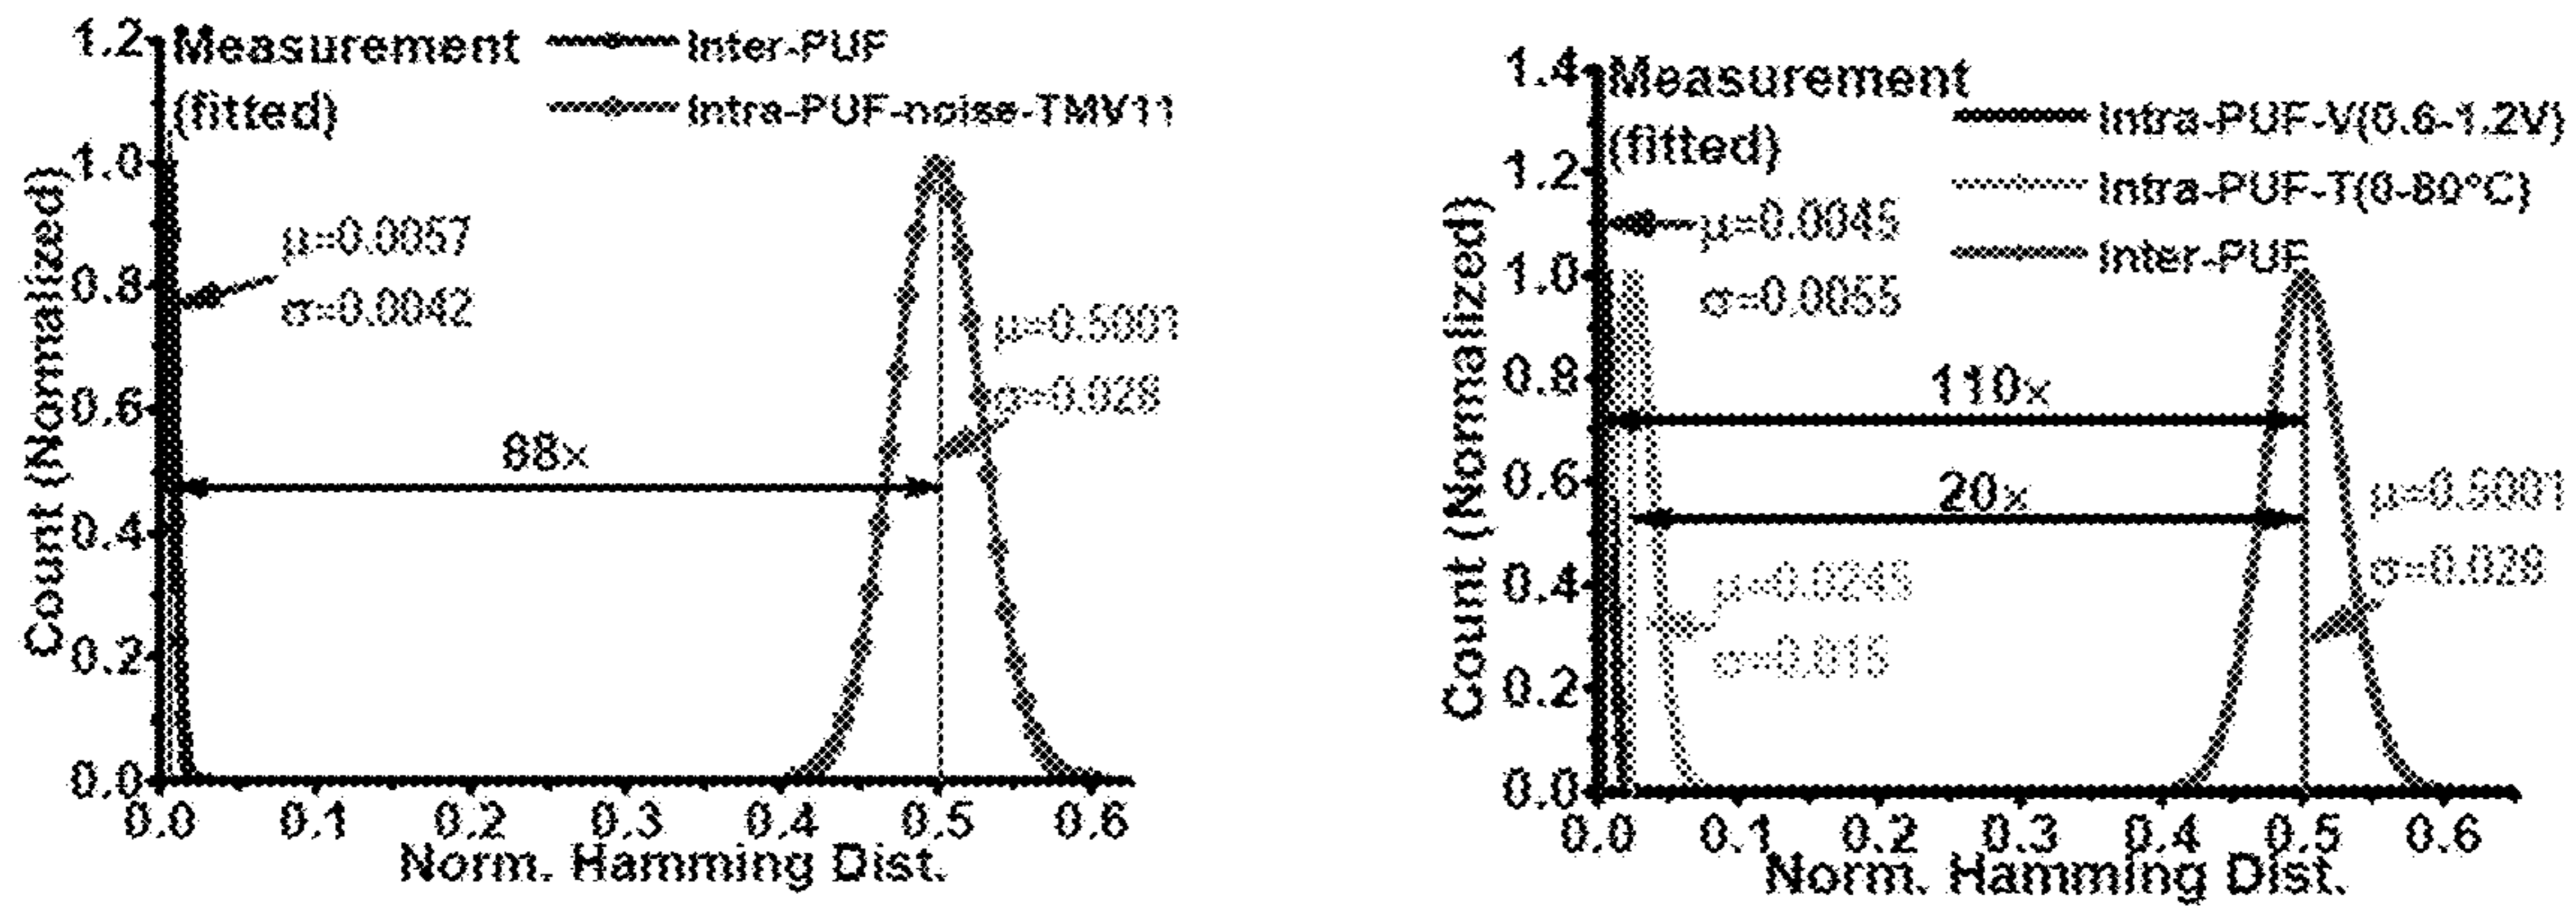 1.2
Measurement
(fitted)
Inter-PUF
Intra-PUF-noise-TMV11
1.0
0.8
0.6
0.4
0.2
0.0
Count (Normalized)
μ=0.0057
σ=0.0042
μ=0.5001
σ=0.028
88×
0.0 0.1 0.2 0.3 0.4 0.5 0.6
Norm. Hamming Dist.
1.4
Measurement
(fitted)
Intra-PUF-V(0.6-1.2V)
Intra-PUF-T(0-80°C)
Inter-PUF
1.2
1.0
0.8
0.6
0.4
0.2
0.0
Count (Normalized)
μ=0.0045
σ=0.0055
110×
20×
μ=0.5001
σ=0.028
μ=0.0245
σ=0.015
0.0 0.1 0.2 0.3 0.4 0.5 0.6
Norm. Hamming Dist.